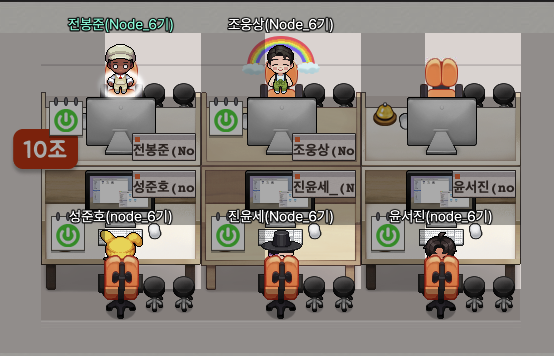 전봉준(Node_6기)
조웅상(Node_6기)
10조
전봉준(No
조웅상(No
성준호(no
진윤세_(N
윤서진(no
성준호(node_6기)
진윤세(Node_6기)
윤서진(node_6기)